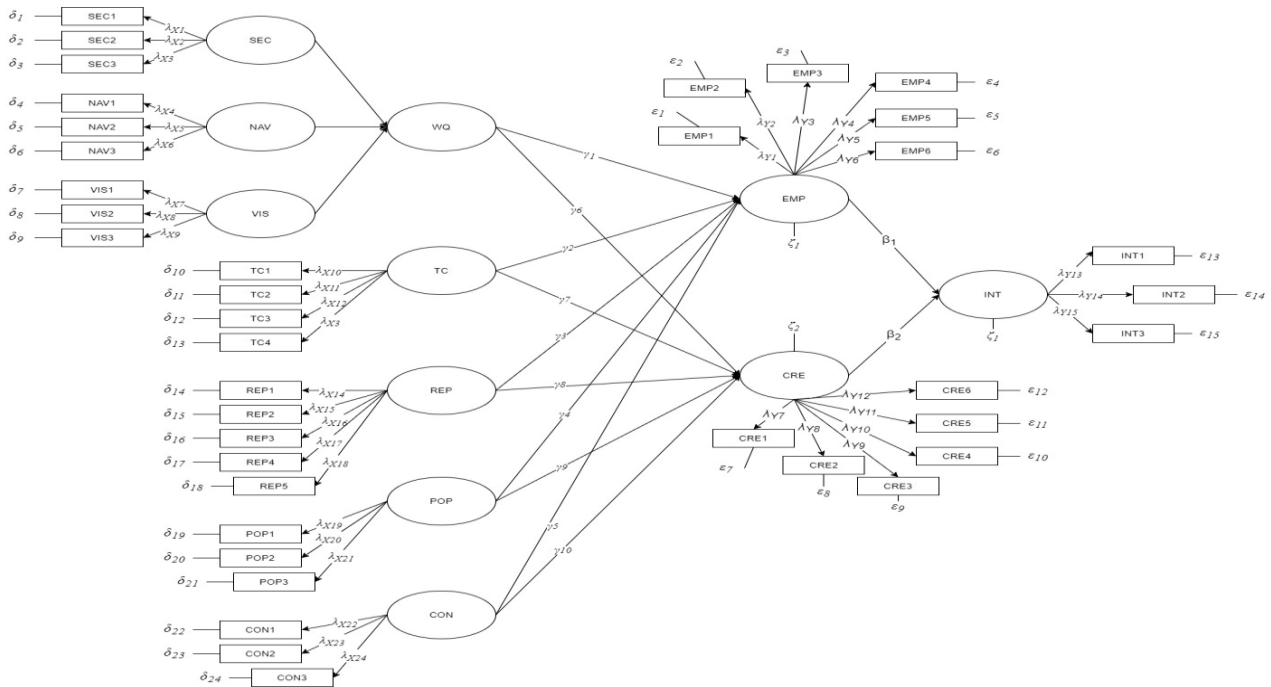 δ1 SEC1 λX1
δ2 SEC2 λX2
δ3 SEC3 λX3
SEC
δ4 NAV1 λX4
δ5 NAV2 λX5
δ6 NAV3 λX6
NAV
δ7 VIS1 λX7
δ8 VIS2 λX8
δ9 VIS3 λX9
VIS
WQ
δ10 TC1 λX10
δ11 TC2 λX11
δ12 TC3 λX12
δ13 TC4 λX3
TC
δ14 REP1 λX14
δ15 REP2 λX15
δ16 REP3 λX16
δ17 REP4 λX17
δ18 REP5 λX18
REP
δ19 POP1 λX19
δ20 POP2 λX20
δ21 POP3 λX21
POP
δ22 CON1 λX22
δ23 CON2 λX23
δ24 CON3 λX24
CON
γ1
γ6
γ2
γ7
γ3
γ8
γ4
γ9
γ5
γ10
ε1 EMP1 λY1
ε2 EMP2 λY2
ε3 EMP3 λY3
λY4 EMP4 ε4
λY5 EMP5 ε5
λY6 EMP6 ε6
EMP
ζ1
β1
ζ2
CRE
β2
λY12 CRE6 ε12
λY11 CRE5 ε11
λY10 CRE4 ε10
λY9 CRE3 ε9
λY8 CRE2 ε8
λY7 CRE1 ε7
INT
ζ1
λY13 INT1 ε13
λY14 INT2 ε14
λY15 INT3 ε15